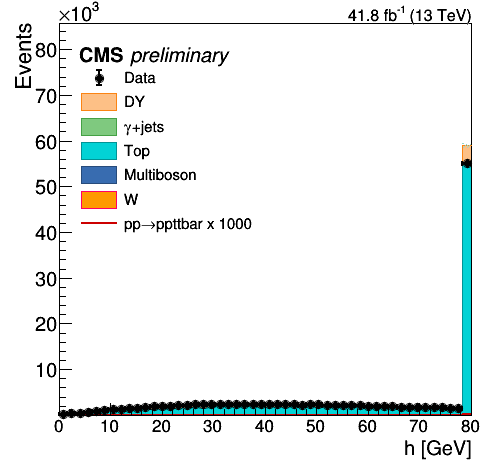 ×10³
41.8 fb⁻¹ (13 TeV)
Events
CMS preliminary
Data
DY
γ+jets
Top
Multiboson
W
pp→ppttbar x 1000
80
70
60
50
40
30
20
10
0 10 20 30 40 50 60 70 80
h [GeV]